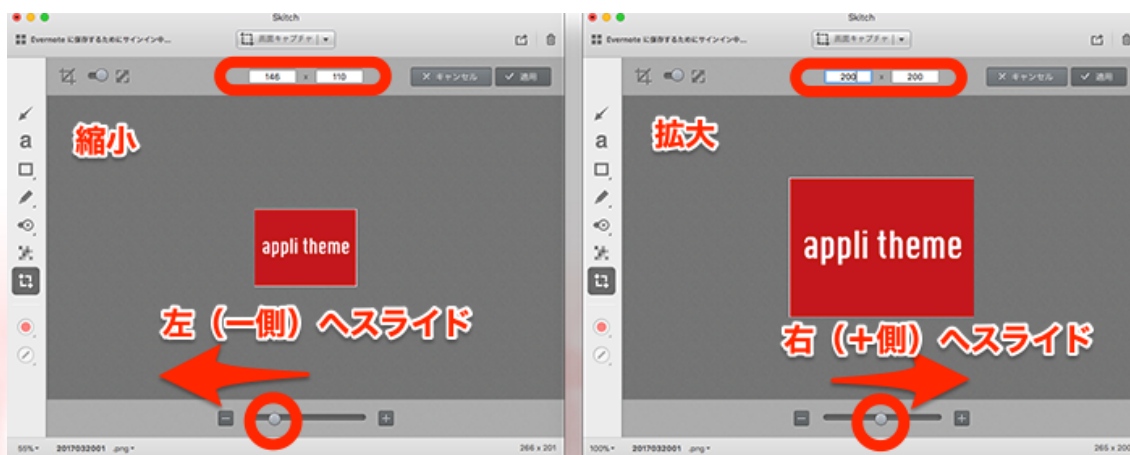 Skitch
Evernote に保存するためにサインイン中...
画面キャプチャ
146 x 110
× キャンセル
✓ 適用
a
縮小
appli theme
左（ー側）へスライド
55%
2017032001 .png
266 x 201
Skitch
Evernote に保存するためにサインイン中...
画面キャプチャ
200 x 200
× キャンセル
✓ 適用
a
拡大
appli theme
右（＋側）へスライド
100%
2017032001 .png
265 x 200